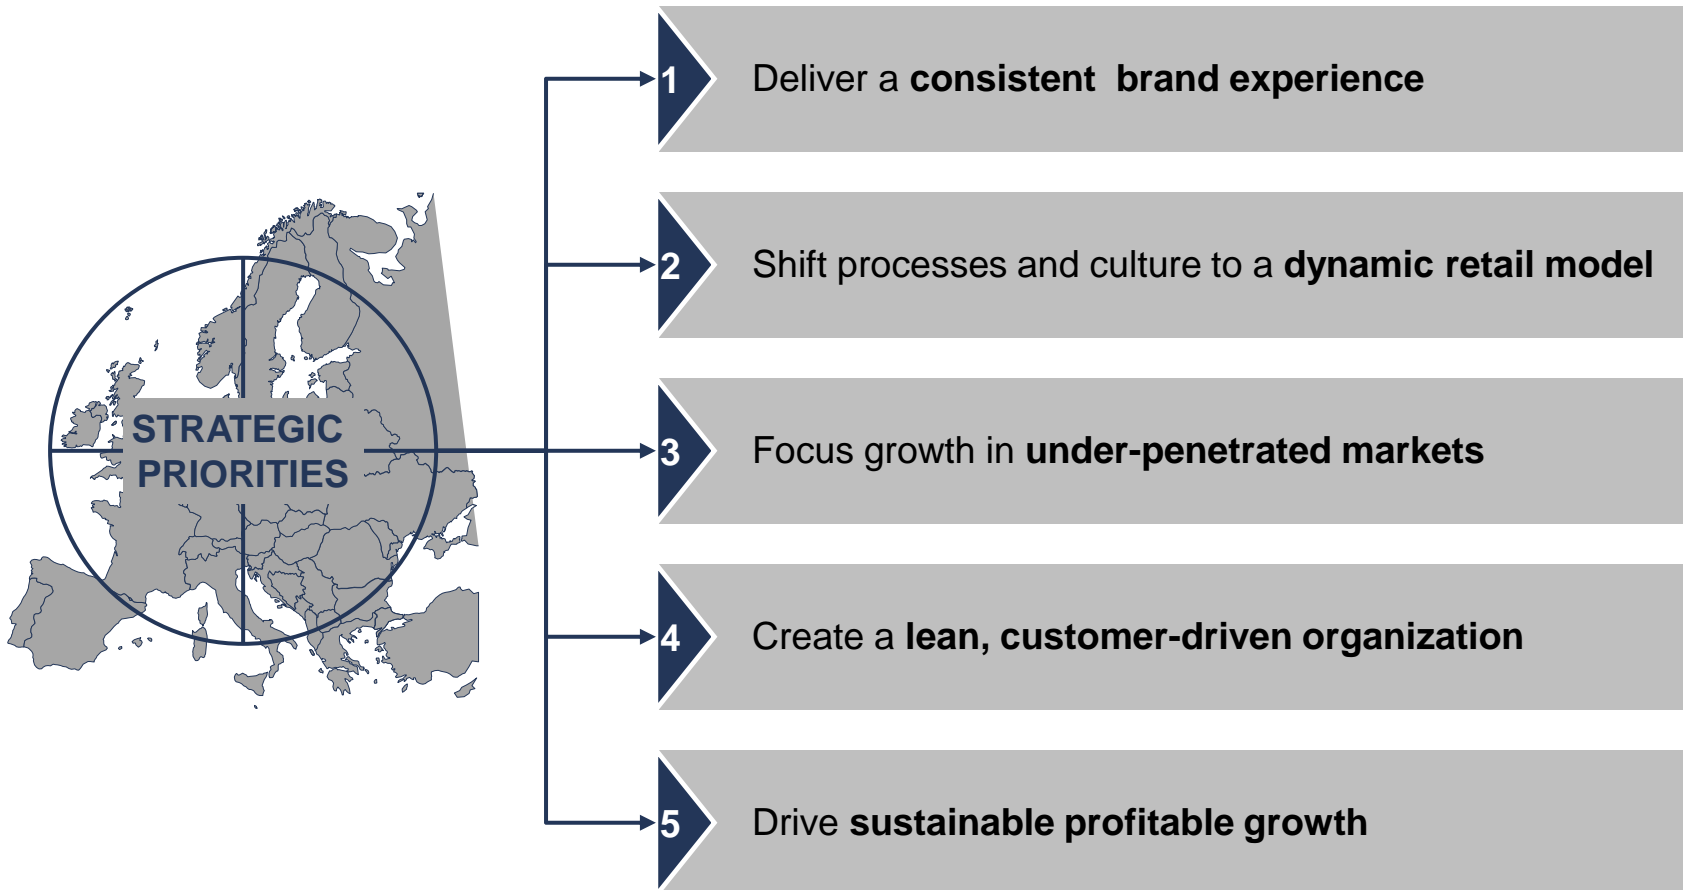 STRATEGIC
PRIORITIES
1
Deliver a consistent  brand experience
2
Shift processes and culture to a dynamic retail model
3
Focus growth in under-penetrated markets
4
Create a lean, customer-driven organization
5
Drive sustainable profitable growth